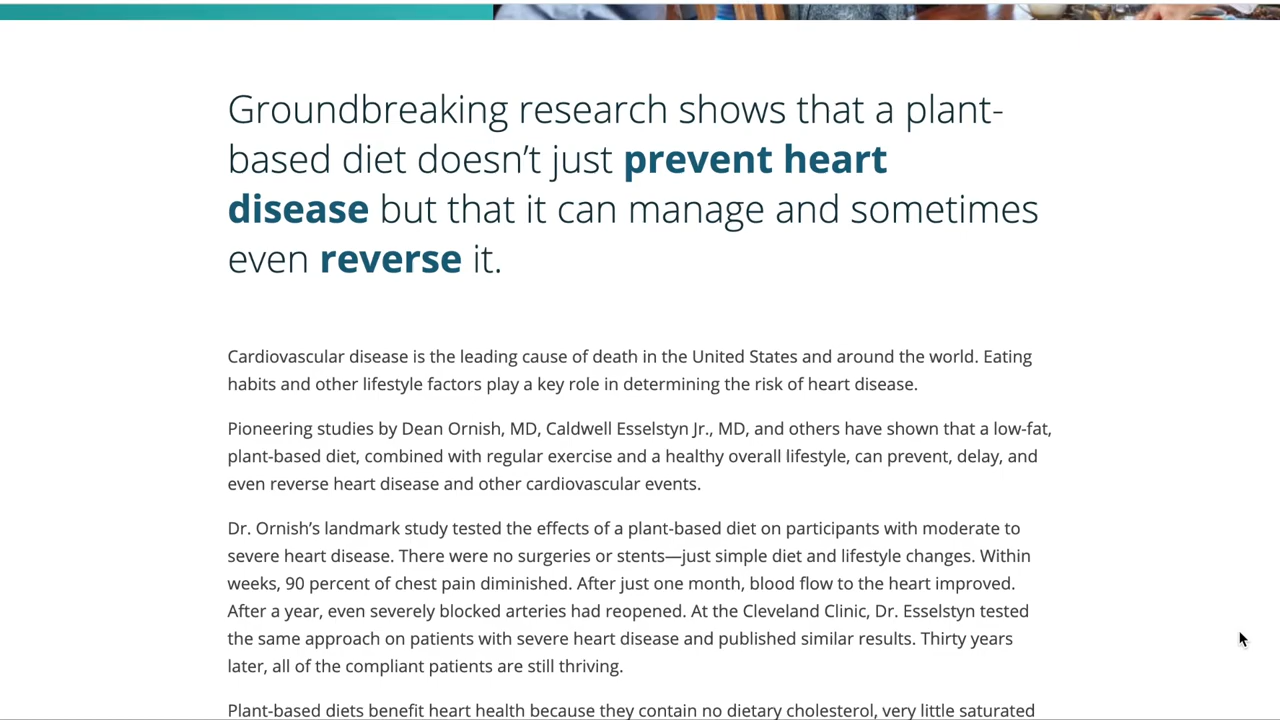 Groundbreaking research shows that a plant-
based diet doesn’t just prevent heart
disease but that it can manage and sometimes
even reverse it.
Cardiovascular disease is the leading cause of death in the United States and around the world. Eating
habits and other lifestyle factors play a key role in determining the risk of heart disease.
Pioneering studies by Dean Ornish, MD, Caldwell Esselstyn Jr., MD, and others have shown that a low-fat,
plant-based diet, combined with regular exercise and a healthy overall lifestyle, can prevent, delay, and
even reverse heart disease and other cardiovascular events.
Dr. Ornish’s landmark study tested the effects of a plant-based diet on participants with moderate to
severe heart disease. There were no surgeries or stents—just simple diet and lifestyle changes. Within
weeks, 90 percent of chest pain diminished. After just one month, blood flow to the heart improved.
After a year, even severely blocked arteries had reopened. At the Cleveland Clinic, Dr. Esselstyn tested
the same approach on patients with severe heart disease and published similar results. Thirty years
later, all of the compliant patients are still thriving.
Plant-based diets benefit heart health because they contain no dietary cholesterol, very little saturated